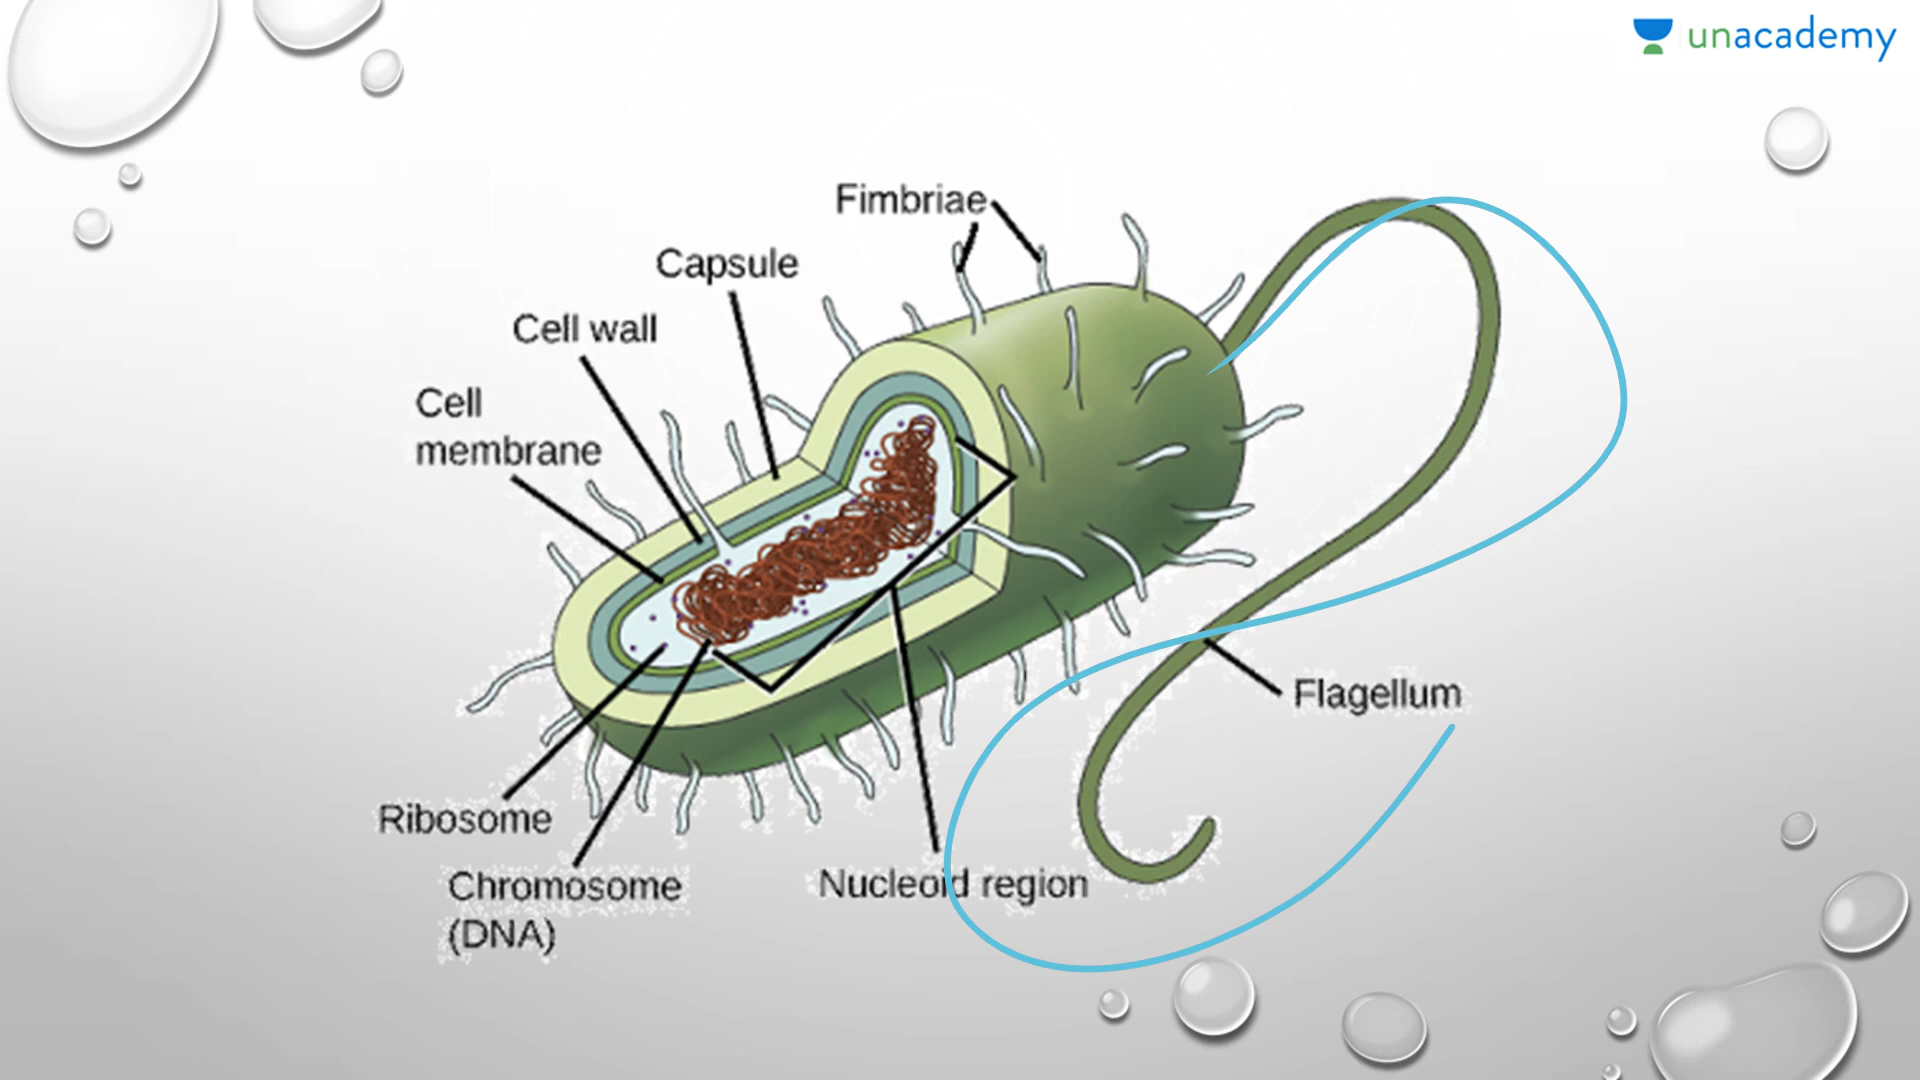 unacademy
Fimbriae
Capsule
Cell wall
Cell
membrane
Flagellum
Ribosome
Chromosome
(DNA)
Nucleoid region